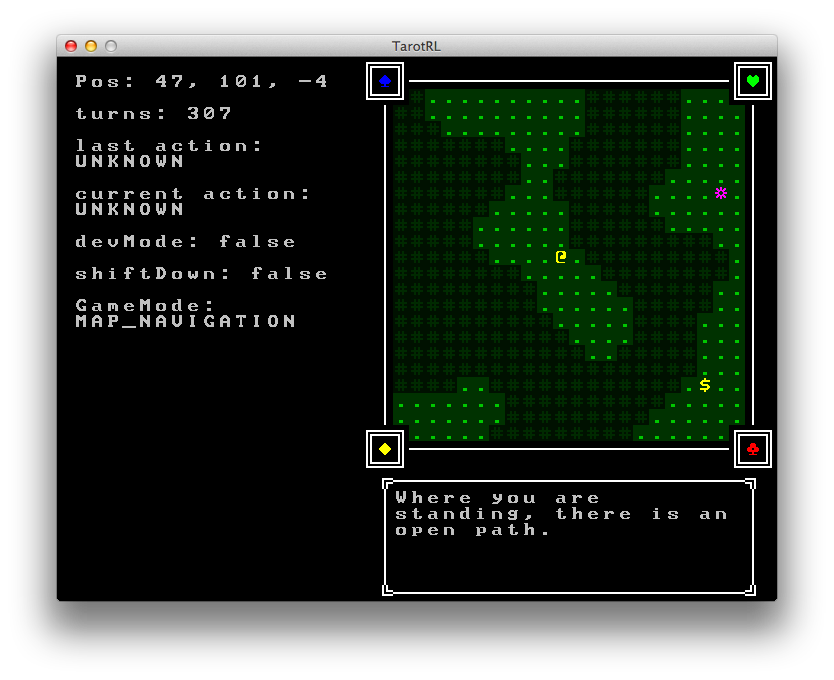 TarotRL
Pos: 47, 101, -4
turns: 307
last action:
UNKNOWN
current action:
UNKNOWN
devMode: false
shiftDown: false
GameMode:
MAP_NAVIGATION
@
$
Where you are
standing, there is an
open path.